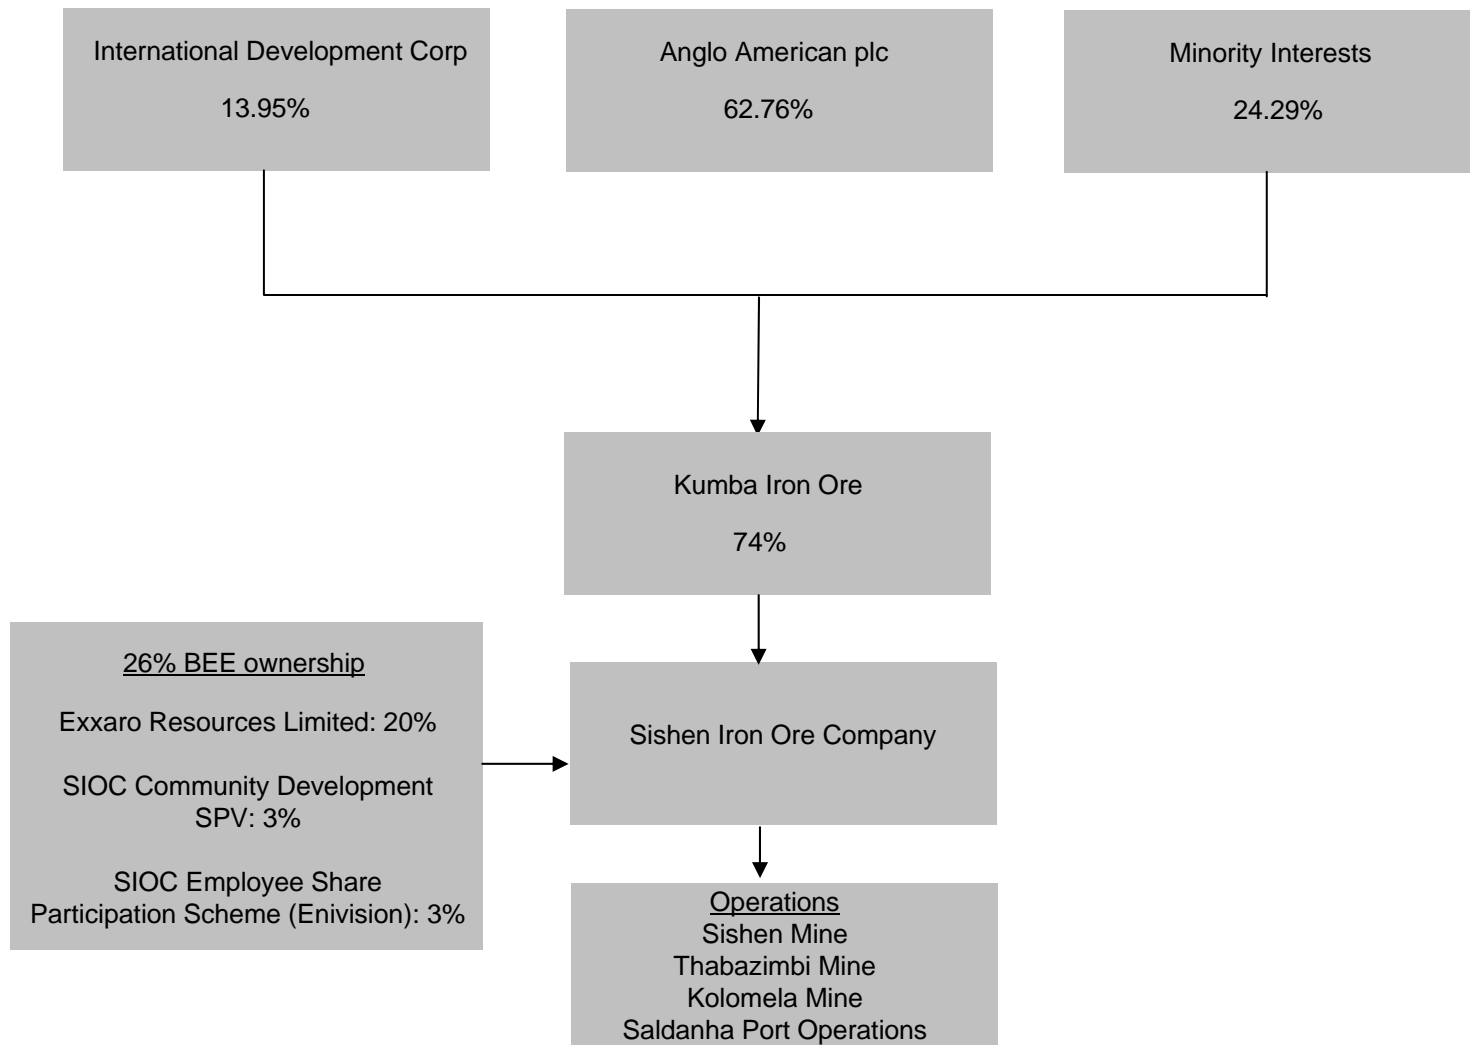 International Development Corp
13.95%
Anglo American plc
62.76%
Minority Interests
24.29%
Kumba Iron Ore
74%
26% BEE ownership
Exxaro Resources Limited: 20%
SIOC Community Development
SPV: 3%
SIOC Employee Share
Participation Scheme (Enivision): 3%
Sishen Iron Ore Company
Operations
Sishen Mine
Thabazimbi Mine
Kolomela Mine
Saldanha Port Operations